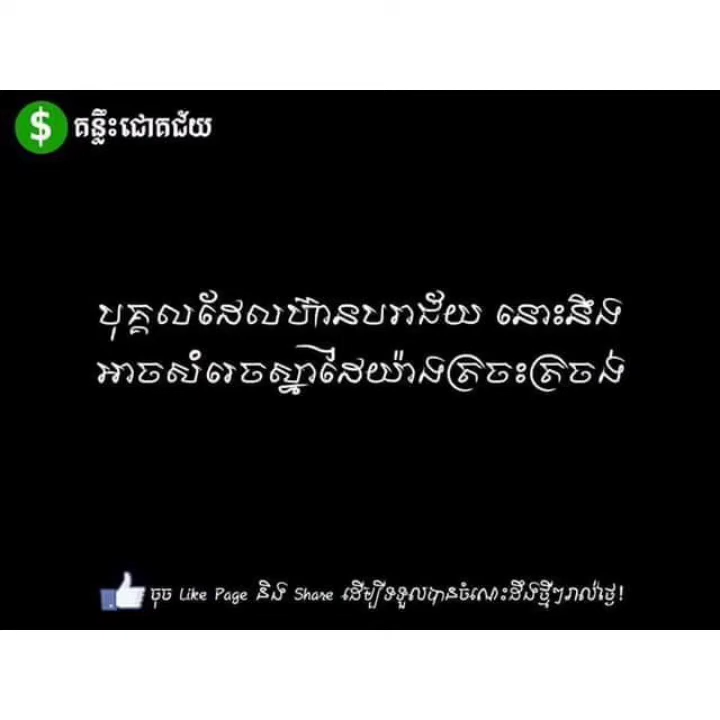 $ គន្លឹះជោគជ័យ
បុគ្គលដែលហ៊ានបរាជ័យ នោះនឹង
អាចសំរេចស្នាដៃយ៉ាងត្រចះត្រចង់
ចុច Like Page និង Share ដើម្បីទទួលបានចំណេះដឹងថ្មីៗរាល់ថ្ងៃ!